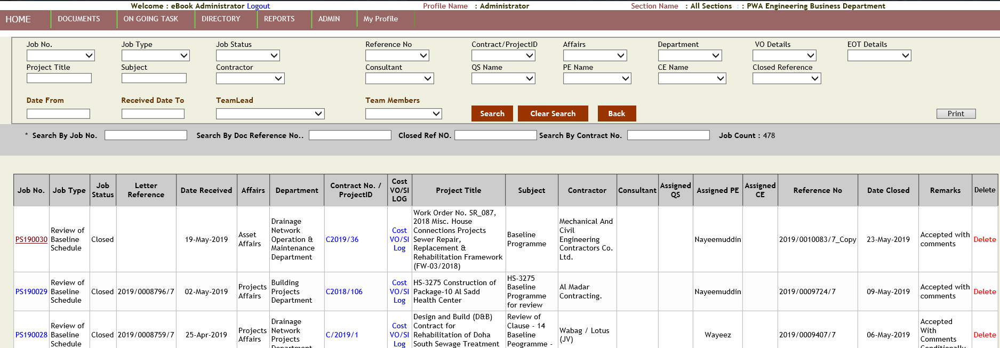 Welcome : eBook Administrator Logout Profile Name : Administrator Section Name : All Sections : : PWA Engineering Business Department
HOME DOCUMENTS ON GOING TASK DIRECTORY REPORTS ADMIN My Profile
Job No. Job Type Job Status Reference No Contract/ProjectID Affairs Department VO Details EOT Details
Project Title Subject Contractor Consultant QS Name PE Name CE Name Closed Reference
Date From Received Date To TeamLead Team Members
Search Clear Search Back Print
* Search By Job No. Search By Doc Reference No.. Closed Ref NO. Search By Contract No. Job Count : 478
Job No.
Job Type
Job
Status
Letter
Reference
Date Received
Affairs
Department
Contract No. /
ProjectID
Cost
VO/SI
LOG
Project Title
Subject
Contractor
Consultant
Assigned
QS
Assigned PE
Assigned
CE
Reference No
Date Closed
Remarks
Delete
PS190030
Review of
Baseline
Schedule
Closed
19-May-2019
Asset
Affairs
Drainage
Network
Operation &
Maintenance
Department
C2019/36
Cost
VO/SI
Log
Work Order No. SR_087,
2018 Misc. House
Connections Projects
Sewer Repair,
Replacement &
Rehabilitation Framework
(FW-03/2018)
Baseline
Programme
Mechanical And
Civil
Engineering
Contractors Co.
Ltd.
Nayeemuddin
2019/0010083/7_Copy
23-May-2019
Accepted with
comments
Delete
PS190029
Review of
Baseline
Schedule
Closed
2019/0008796/7
02-May-2019
Projects
Affairs
Building
Projects
Department
C2018/106
Cost
VO/SI
Log
HS-3275 Construction of
Package-10 Al Sadd
Health Center
HS-3275
Baseline
Programme
for review
Al Madar
Contracting.
Nayeemuddin
2019/0009724/7
09-May-2019
Accepted with
comments
Delete
PS190028
Review of
Baseline
Schedule
Closed
2019/0008759/7
25-Apr-2019
Projects
Affairs
Drainage
Network
Projects
Department
C/2019/1
Cost
VO/SI
Log
Design and Build (D&B)
Contract for
Rehabilitation of Doha
South Sewage Treatment
Review of
Clause - 14
Baseline
Peogramme -
Wabag / Lotus
(JV)
Wayeez
2019/0009407/7
06-May-2019
Accepted
With
Comments
Conditionally
Delete